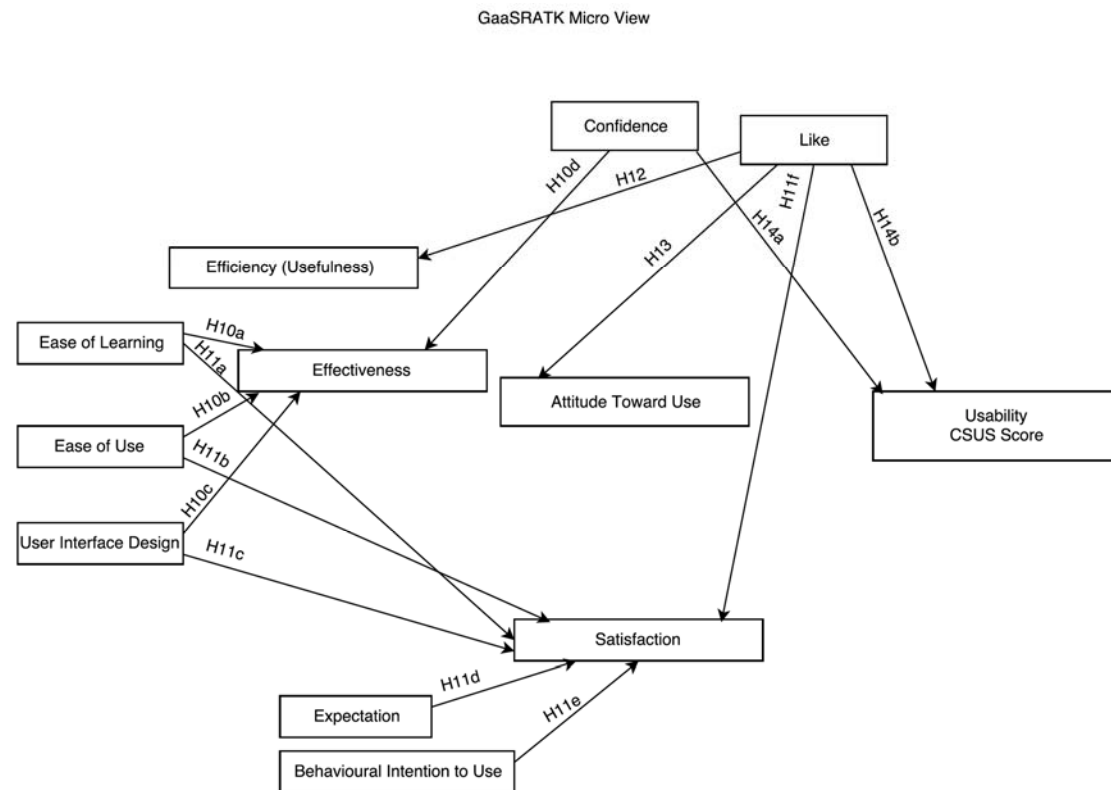 GaaSRATK Micro View
Confidence
Like
H10d
H12
H11f
H14a
H14b
H13
Efficiency (Usefulness)
Ease of Learning
H10a
H11a
Effectiveness
Attitude Toward Use
Usability
CSUS Score
H10b
Ease of Use
H11b
H10c
User Interface Design
H11c
Satisfaction
H11d
Expectation
H11e
Behavioural Intention to Use